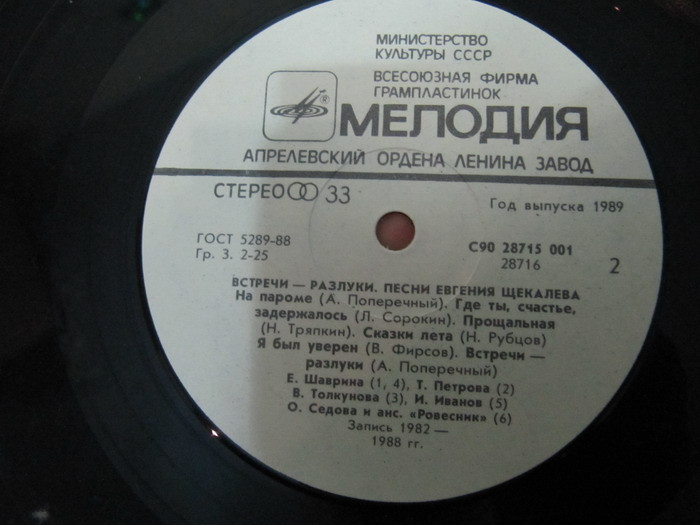 МИНИСТЕРСТВО
КУЛЬТУРЫ СССР
ВСЕСОЮЗНАЯ ФИРМА
ГРАМПЛАСТИНОК
®
МЕЛОДИЯ
АПРЕЛЕВСКИЙ ОРДЕНА ЛЕНИНА ЗАВОД
СТЕРЕО 33
Год выпуска 1989
ГОСТ 5289-88
Гр. 3. 2-25
С90 28715 001
28716
2
ВСТРЕЧИ — РАЗЛУКИ. ПЕСНИ ЕВГЕНИЯ ЩЕКАЛЕВА
На пароме (А. Поперечный). Где ты, счастье,
задержалось (Л. Сорокин). Прощальная
(Н. Тряпкин). Сказки лета (Н. Рубцов)
Я был уверен (В. Фирсов). Встречи —
разлуки (А. Поперечный)
Е. Шаврина (1, 4), Т. Петрова (2)
В. Толкунова (3), И. Иванов (5)
О. Седова и анс. «Ровесник» (6)
Запись 1982 —
1988 гг.